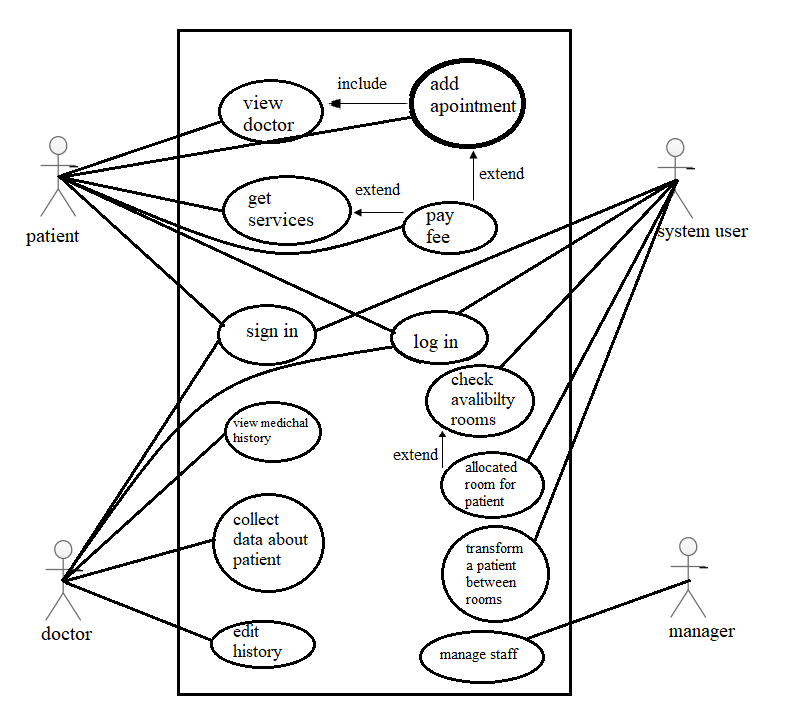 include
add
apointment
view
doctor
patient
get
services
extend
extend
pay
fee
system user
sign in
log in
check
avalibilty
rooms
view medichal
history
extend
allocated
room for
patient
collect
data about
patient
transform
a patient
between
rooms
doctor
edit
history
manage staff
manager